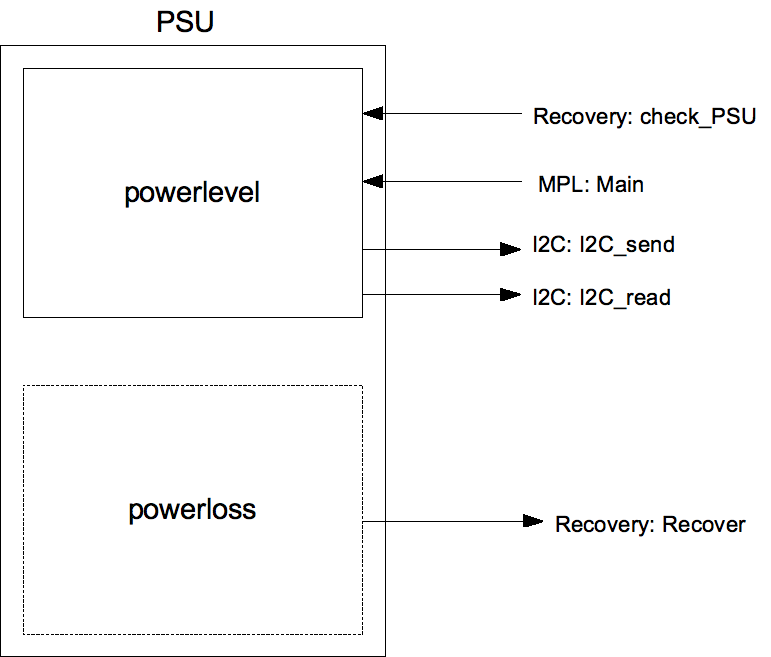 PSU
Recovery: check_PSU
powerlevel
MPL: Main
I2C: I2C_send
I2C: I2C_read
powerloss
Recovery: Recover